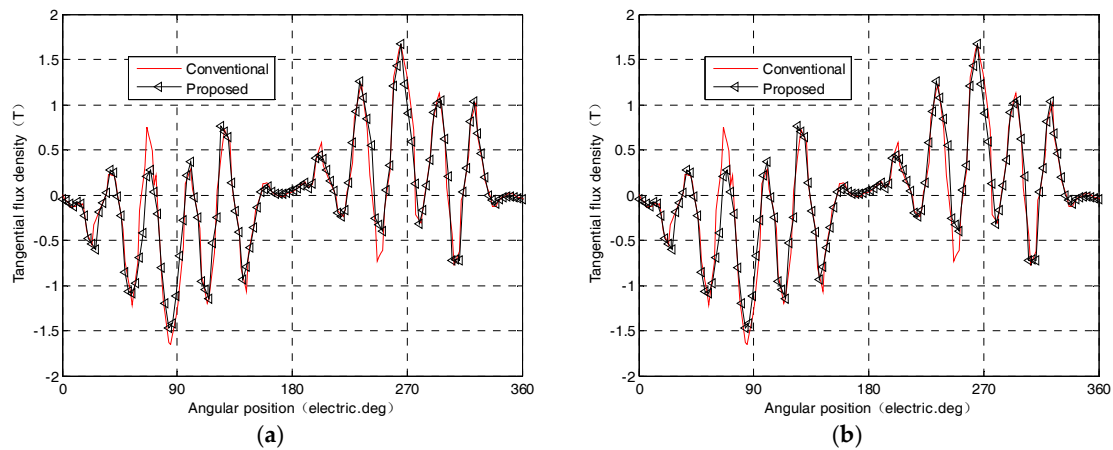 2
1.5
1
0.5
0
-0.5
-1
-1.5
-2
Tangential flux density（T）
Conventional
Proposed
0 90 180 270 360
Angular position（electric.deg）
(a)
2
1.5
1
0.5
0
-0.5
-1
-1.5
-2
Tangential flux density（T）
Conventional
Proposed
0 90 180 270 360
Angular position（electric.deg）
(b)